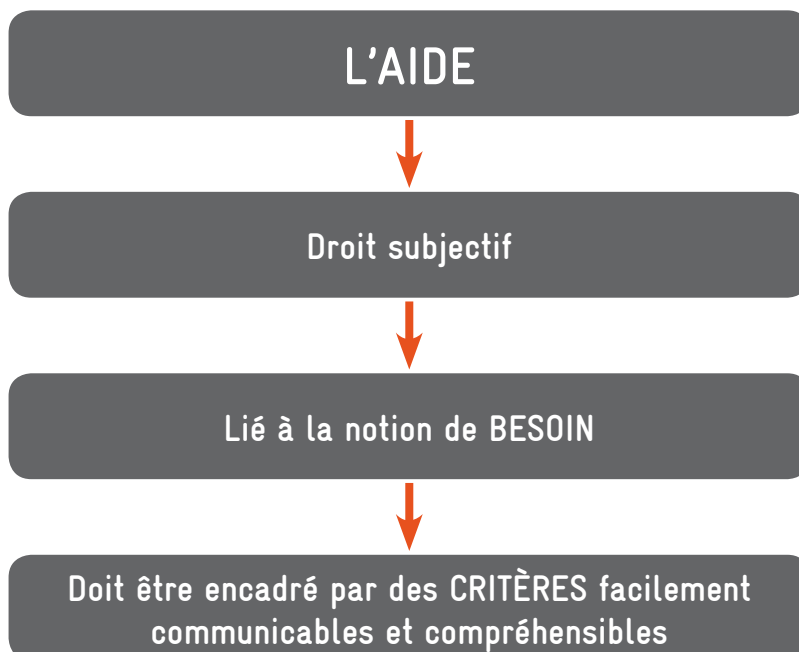 L'AIDE
Droit subjectif
Lié à la notion de BESOIN
Doit être encadré par des CRITÈRES facilement
communicables et compréhensibles